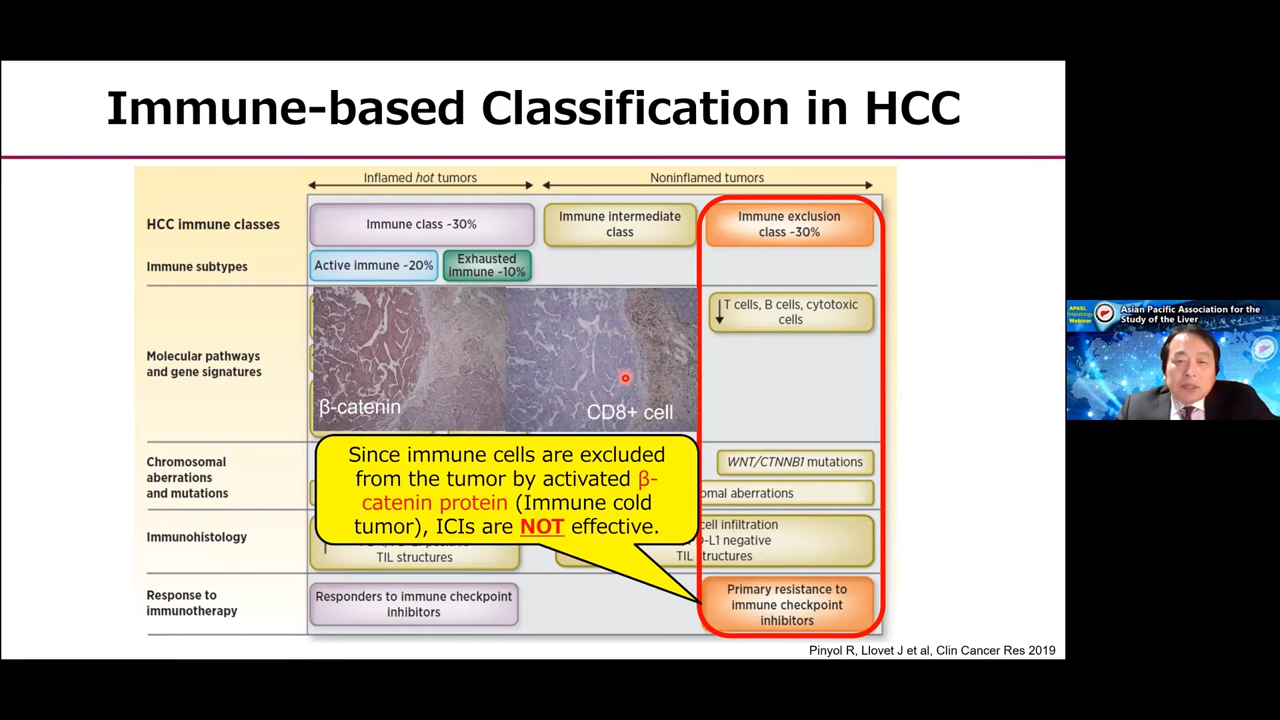 Immune-based Classification in HCC
Inflamed hot tumors
Noninflamed tumors
HCC immune classes
Immune class ~30%
Immune intermediate
class
Immune exclusion
class ~30%
Immune subtypes
Active immune ~20%
Exhausted
immune ~10%
Molecular pathways
and gene signatures
β-catenin
CD8+ cell
↓ T cells, B cells, cytotoxic
cells
Since immune cells are excluded
from the tumor by activated β-
catenin protein (Immune cold
tumor), ICIs are NOT effective.
Chromosomal
aberrations
and mutations
WNT/CTNNB1 mutations
aberrations
Immunohistology
TIL structures
cell infiltration
negative
TIL structures
Response to
immunotherapy
Responders to immune checkpoint
inhibitors
Primary resistance to
immune checkpoint
inhibitors
Pinyol R, Llovet J et al, Clin Cancer Res 2019
APASL
Hepatology
Webinar
Asian Pacific Association for the
Study of the Liver